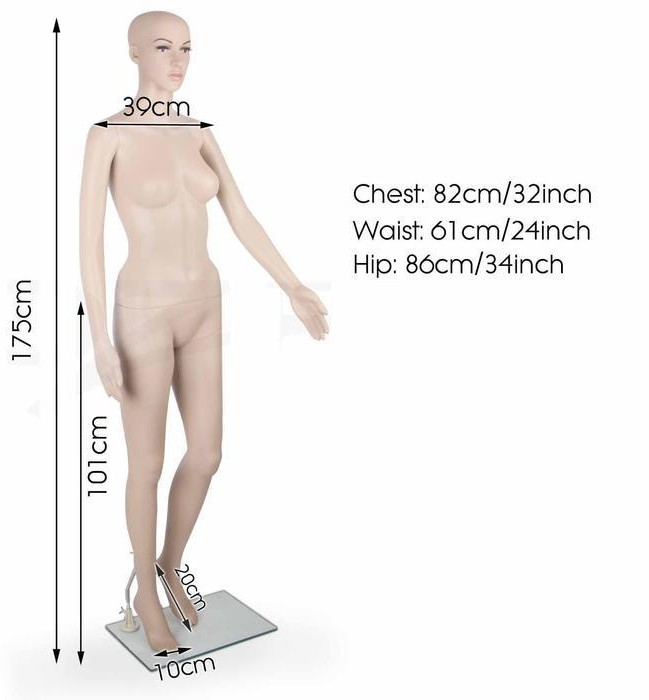 39cm
Chest: 82cm/32inch
Waist: 61cm/24inch
Hip: 86cm/34inch
175cm
101cm
20cm
10cm